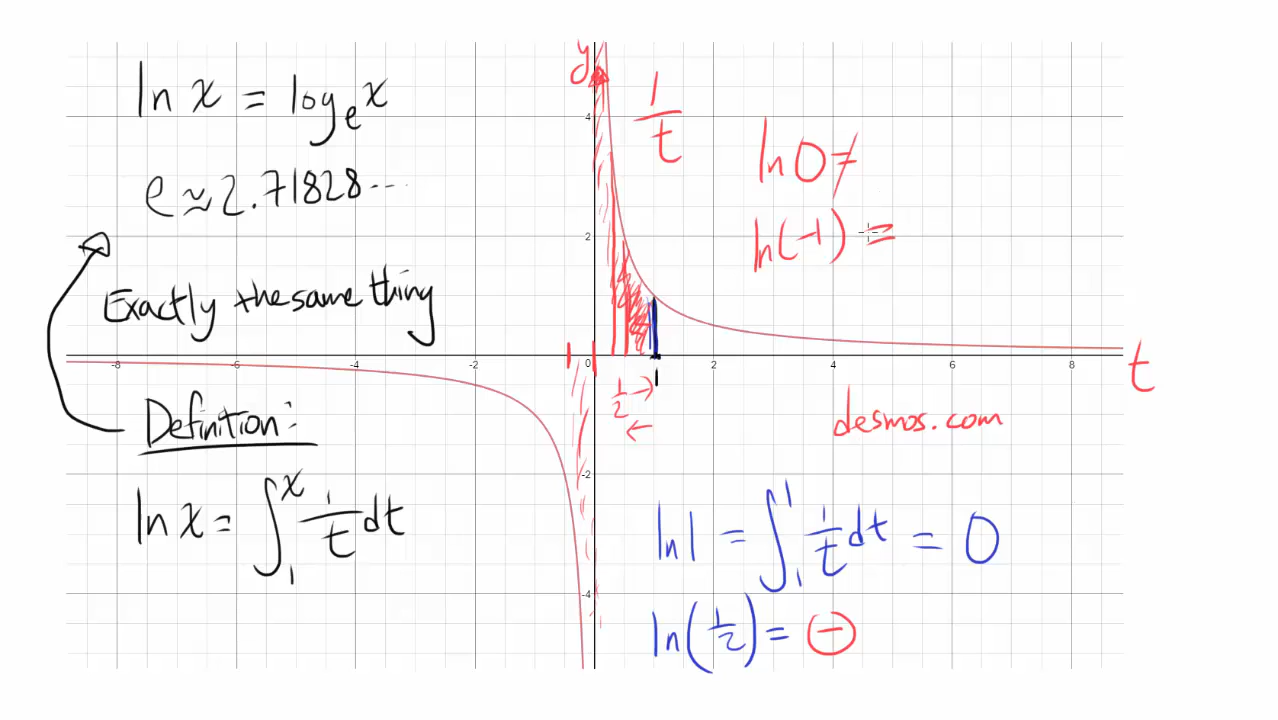 ln x = log_e x
e ≈ 2.71828...
Exactly the same thing
Definition:
ln x = ∫_1^x 1/t dt
y
1/t
ln 0 ≠
ln(-1) =
4
2
-8 -6 -4 -2 0 2 4 6 8
t
1/2 → 1
←
desmos.com
-2
-4
ln 1 = ∫_1^1 1/t dt = 0
ln(1/2) = ⊖